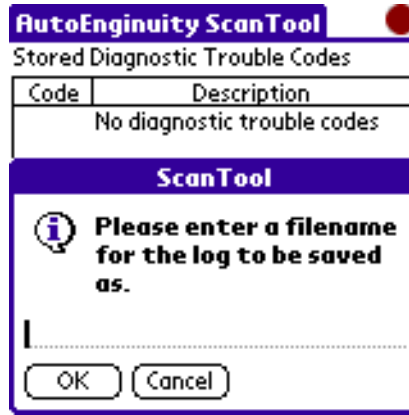 AutoEnginuity ScanTool
Stored Diagnostic Trouble Codes
Code Description
No diagnostic trouble codes
ScanTool
Please enter a filename
for the log to be saved
as.
OK Cancel